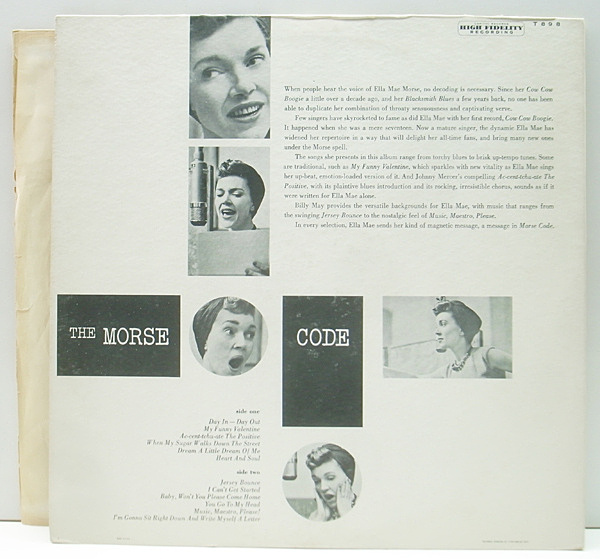 HIGH FIDELITY
RECORDING
T 898
When people hear the voice of Ella Mae Morse, no decoding is necessary. Since her Cow Cow
Boogie a little over a decade ago, and her Blacksmith Blues a few years back, no one has been
able to duplicate her combination of throaty sensuousness and captivating verve.
Few singers have skyrocketed to fame as did Ella Mae with her first record, Cow Cow Boogie.
It happened when she was a mere seventeen. Now a mature singer, the dynamic Ella Mae has
widened her repertoire in a way that will delight her all-time fans, and bring many new ones
under the Morse spell.
The songs she presents in this album range from torchy blues to brisk up-tempo tunes. Some
are traditional, such as My Funny Valentine, which sparkles with new vitality as Ella Mae sings
her up-beat, emotion-loaded version of it. And Johnny Mercer's compelling Ac-cent-tchu-ate The
Positive, with its plaintive blues introduction and its rocking, irresistible chorus, sounds as if it
were written for Ella Mae alone.
Billy May provides the versatile backgrounds for Ella Mae, with music that ranges from
the swinging Jersey Bounce to the nostalgic feel of Music, Maestro, Please.
In every selection, Ella Mae sends her kind of magnetic message, a message in Morse Code.
THE MORSE
CODE
side one
Day In—Day Out
My Funny Valentine
Ac-cent-tchu-ate The Positive
When My Sugar Walks Down The Street
Dream A Little Dream Of Me
Heart And Soul
side two
Jersey Bounce
I Can't Get Started
Baby, Won't You Please Come Home
You Go To My Head
Music, Maestro, Please!
I'm Gonna Sit Right Down And Write Myself A Letter